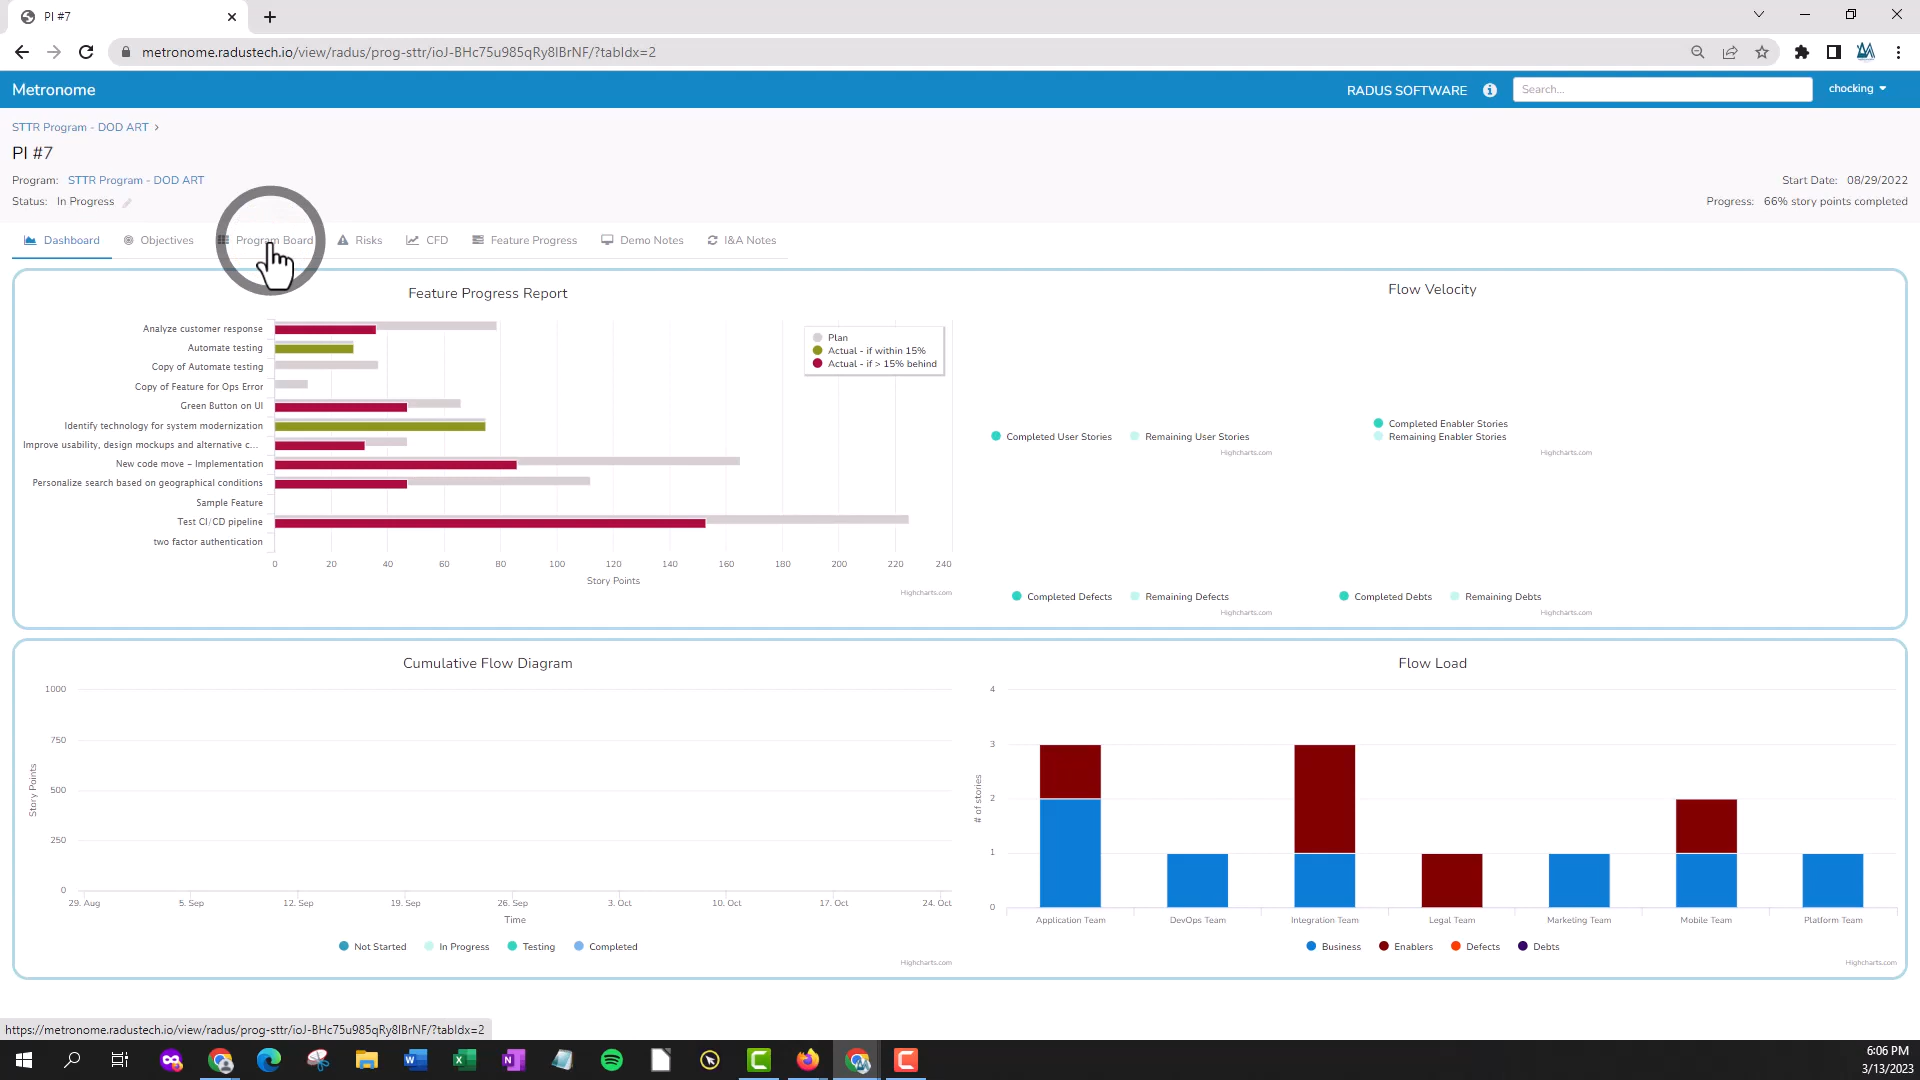 PI #7
metronome.radustech.io/view/radus/prog-sttr/ioJ-BHc75u985qRy8IBrNF/?tabIdx=2
Metronome
RADUS SOFTWARE
Search...
chocking
STTR Program - DOD ART >
PI #7
Program: STTR Program - DOD ART
Start Date: 08/29/2022
Status: In Progress
Progress: 66% story points completed
Dashboard Objectives Program Board Risks CFD Feature Progress Demo Notes I&A Notes
Feature Progress Report
Analyze customer response
Automate testing
Copy of Automate testing
Copy of Feature for Ops Error
Green Button on UI
Identify technology for system modernization
Improve usability, design mockups and alternative c...
New code move – Implementation
Personalize search based on geographical conditions
Sample Feature
Test CI/CD pipeline
two factor authentication
Plan
Actual - if within 15%
Actual - if > 15% behind
0 20 40 60 80 100 120 140 160 180 200 220 240
Story Points
Highcharts.com
Flow Velocity
Completed User Stories Remaining User Stories
Highcharts.com
Completed Enabler Stories
Remaining Enabler Stories
Highcharts.com
Completed Defects Remaining Defects
Highcharts.com
Completed Debts Remaining Debts
Highcharts.com
Cumulative Flow Diagram
Story Points
1000
750
500
250
0
29. Aug 5. Sep 12. Sep 19. Sep 26. Sep 3. Oct 10. Oct 17. Oct 24. Oct
Time
Not Started In Progress Testing Completed
Highcharts.com
Flow Load
# of stories
4
3
2
1
0
Application Team DevOps Team Integration Team Legal Team Marketing Team Mobile Team Platform Team
Business Enablers Defects Debts
Highcharts.com
https://metronome.radustech.io/view/radus/prog-sttr/ioJ-BHc75u985qRy8IBrNF/?tabIdx=2
6:06 PM
3/13/2023